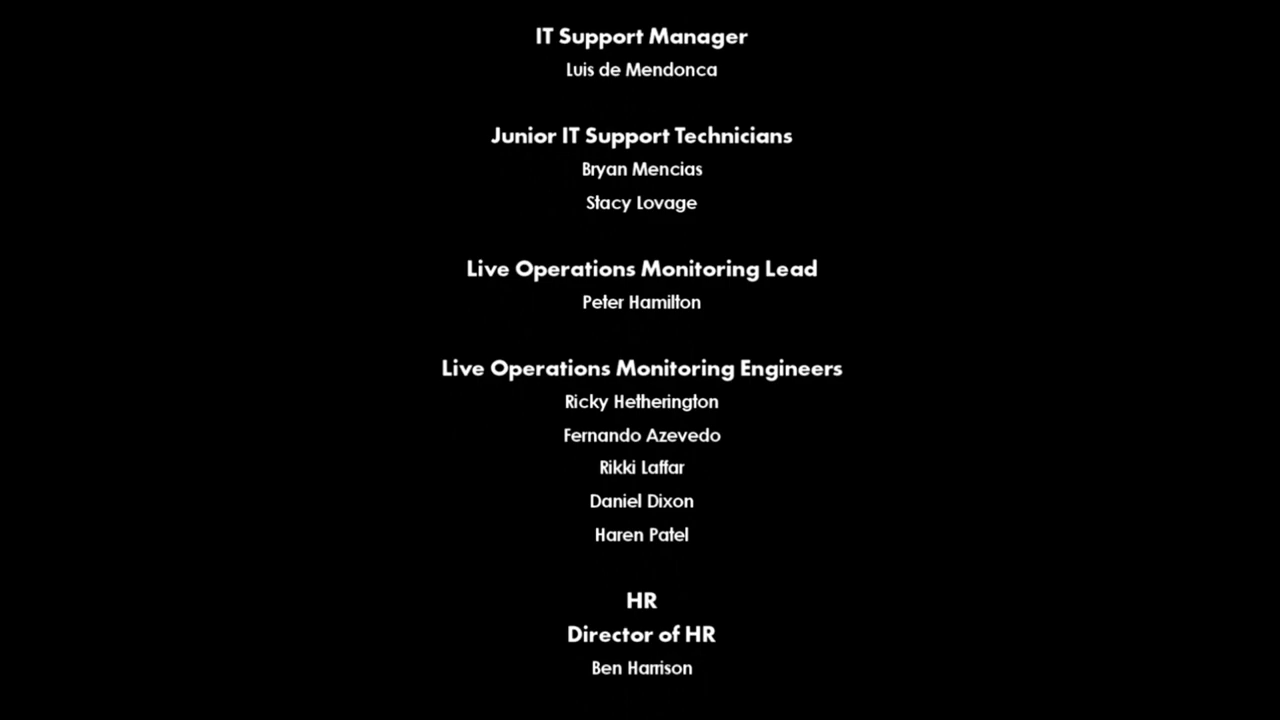 IT Support Manager
Luis de Mendonca
Junior IT Support Technicians
Bryan Mencias
Stacy Lovage
Live Operations Monitoring Lead
Peter Hamilton
Live Operations Monitoring Engineers
Ricky Hetherington
Fernando Azevedo
Rikki Laffar
Daniel Dixon
Haren Patel
HR
Director of HR
Ben Harrison